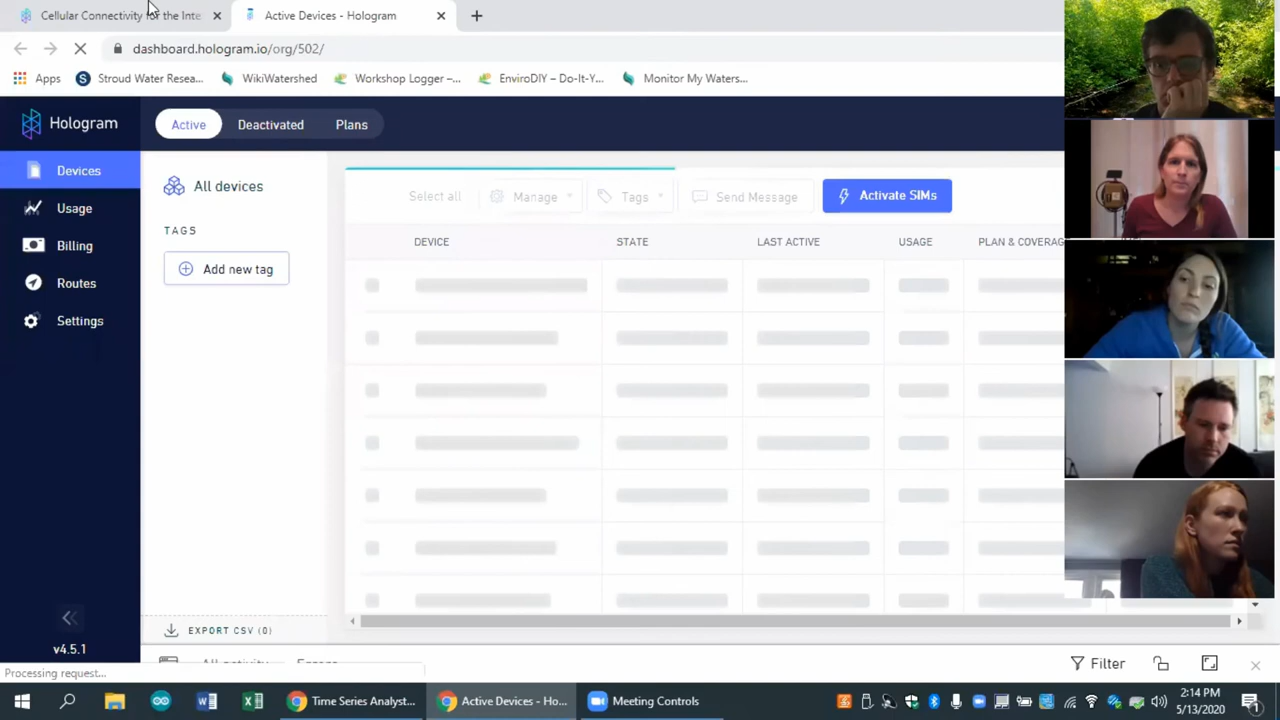 Cellular Connectivity for the Inte
Active Devices - Hologram
dashboard.hologram.io/org/502/
Apps
Stroud Water Resea...
WikiWatershed
Workshop Logger –...
EnviroDIY – Do-It-Y...
Monitor My Waters...
Hologram
Active
Deactivated
Plans
Devices
Usage
Billing
Routes
Settings
All devices
TAGS
Add new tag
Select all
Manage
Tags
Send Message
Activate SIMs
DEVICE
STATE
LAST ACTIVE
USAGE
PLAN & COVERAG
EXPORT CSV (0)
v4.5.1
All activity
Errors
Filter
Processing request...
Time Series Analyst...
Active Devices - Ho...
Meeting Controls
2:14 PM
5/13/2020
1